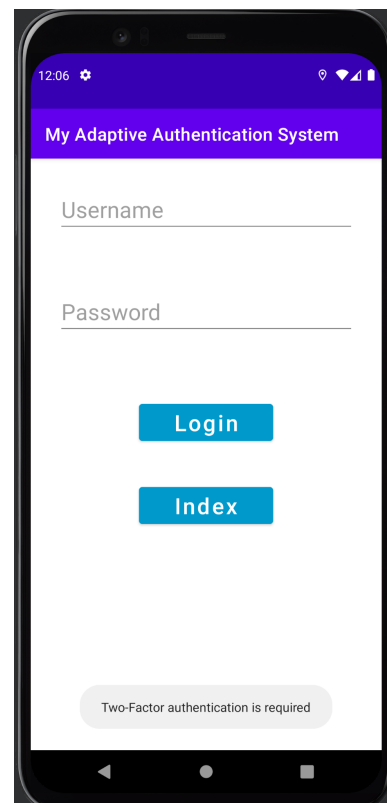 12:06
My Adaptive Authentication System
Username
Password
Login
Index
Two-Factor authentication is required